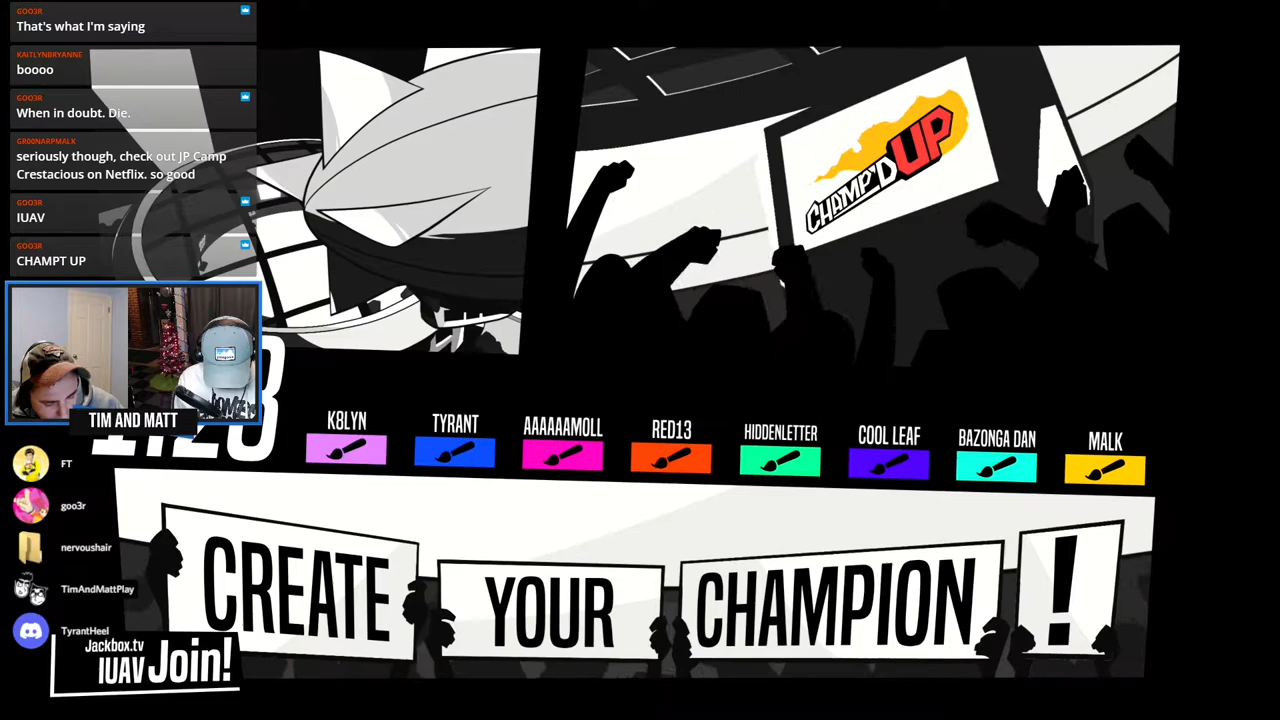 GOO3R
That's what I'm saying
KAITLYNBRYANNE
boooo
GOO3R
When in doubt. Die.
GR00NARPMALK
seriously though, check out JP Camp
Crestacious on Netflix. so good
GOO3R
IUAV
GOO3R
CHAMPT UP
CHAMP'D UP
TIM AND MATT
K8LYN
TYRANT
AAAAAAMOLL
RED13
HIDDENLETTER
COOL LEAF
BAZONGA DAN
MALK
FT
goo3r
nervoushair
TimAndMattPlay
TyrantHeel
CREATE YOUR CHAMPION !
Jackbox.tv
IUAV Join!